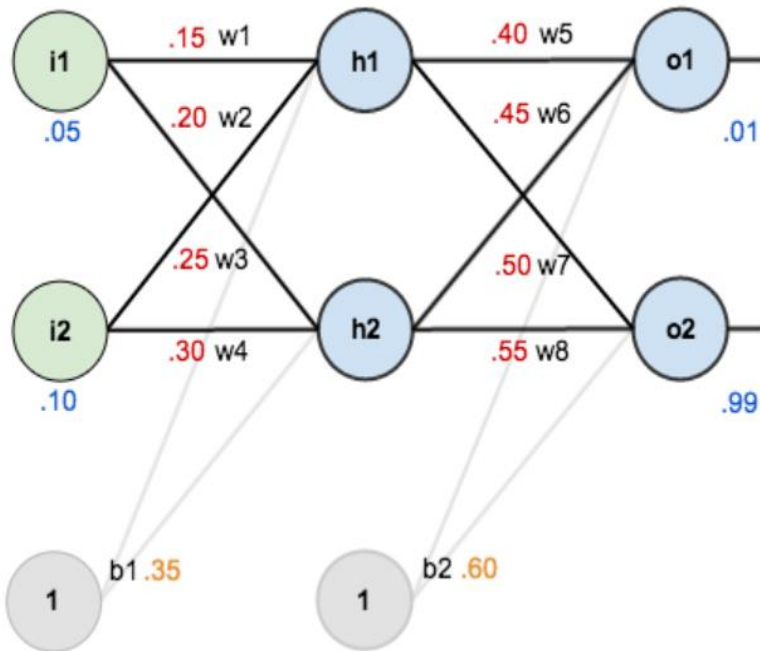 i1
.15 w1
h1
.40 w5
o1
.05
.20 w2
.45 w6
.01
.25 w3
.50 w7
i2
.30 w4
h2
.55 w8
o2
.10
.99
1
b1 .35
1
b2 .60